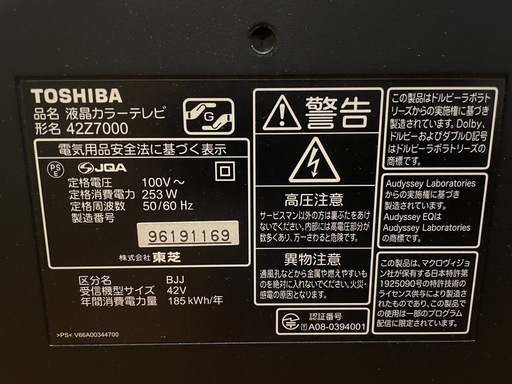 TOSHIBA
品名 液晶カラーテレビ
形名 42Z7000
G
電気用品安全法に基づく表示
PS
E
JQA
定格電圧 100V～
定格消費電力 253 W
定格周波数 50/60 Hz
製造番号
96191169
株式会社 東芝
区分名 BJJ
受信機型サイズ 42V
年間消費電力量 185 kWh/年
>PS< V66A00344700
警告
高圧注意
サービスマン以外の方は裏ぶたをあけ
ないでください。内部には高電圧部分が
数多くあり、万一さわると危険です。
異物注意
通風孔などから金属や燃えやすいも
のを絶対に入れないでください。火災・
感電の原因となります。
認証番号
T A08-0394001
この製品はドルビーラボラト
リーズからの実施権に基づき
製造されています。Dolby、
ドルビー及びダブルD記号
はドルビーラボラトリーズの
商標です。
Audyssey Laboratories
からの実施権に基づき
製造されています。
Audyssey EQは
Audyssey Laboratories
の商標です。
この製品は、マクロヴィジョ
ン社が保有する日本特許第
1925090号の特許技術の
ライセンス供与により製造
されたもので、この製品で
の使用は一部のプログラム
配信に限定されています。